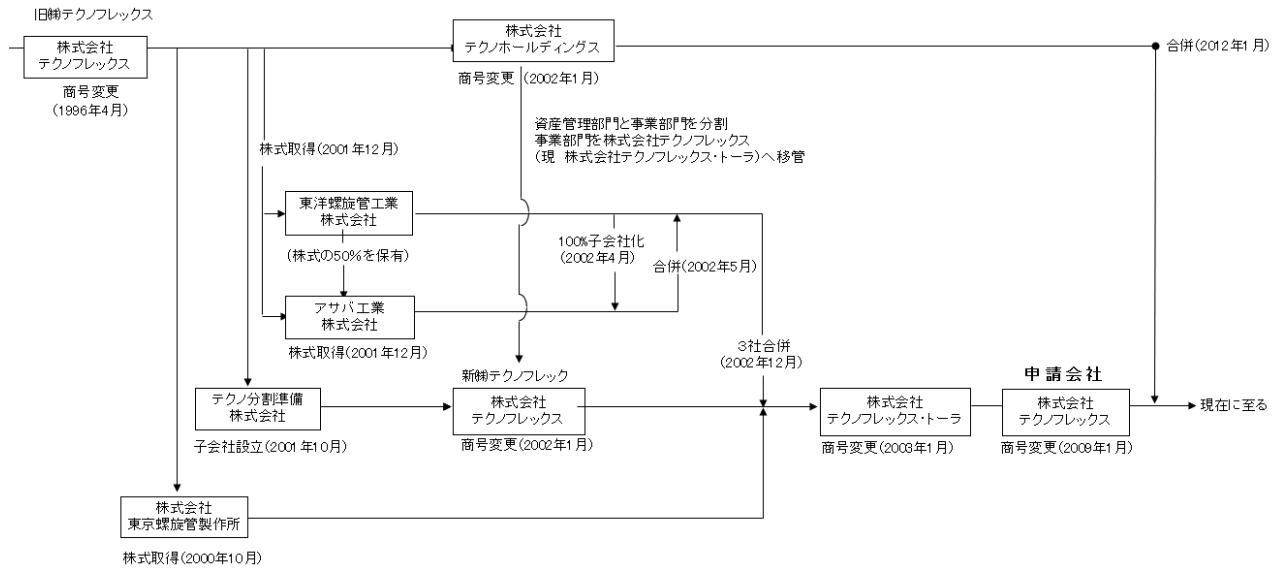 旧㈱テクノフレックス
株式会社
テクノフレックス
商号変更
(1996年4月)
株式会社
テクノホールディングス
商号変更 (2002年1月)
合併(2012年1月)
資産管理部門と事業部門を分割
事業部門を株式会社テクノフレックス
(現 株式会社テクノフレックス・トーラ)へ移管
株式取得(2001年12月)
東洋螺旋管工業
株式会社
(株式の50%を保有)
100%子会社化
(2002年4月)
合併(2002年5月)
アサバ工業
株式会社
株式取得(2001年12月)
3社合併
(2002年12月)
新㈱テクノフレック
申請会社
テクノ分割準備
株式会社
子会社設立(2001年10月)
株式会社
テクノフレックス
商号変更(2002年1月)
株式会社
テクノフレックス・トーラ
商号変更(2003年1月)
株式会社
テクノフレックス
商号変更(2009年1月)
現在に至る
株式会社
東京螺旋管製作所
株式取得(2000年10月)